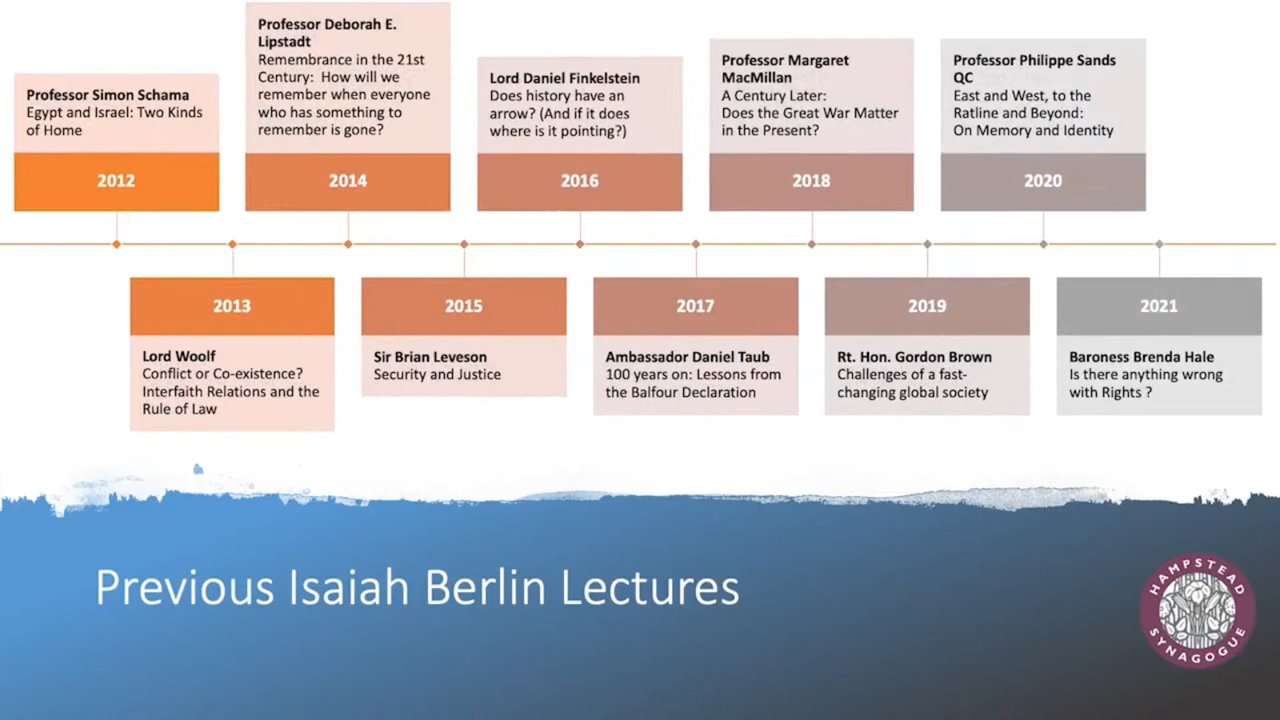 Professor Simon Schama
Egypt and Israel: Two Kinds
of Home
2012
Lord Woolf
Conflict or Co-existence?
Interfaith Relations and the
Rule of Law
2013
Professor Deborah E.
Lipstadt
Remembrance in the 21st
Century:  How will we
remember when everyone
who has something to
remember is gone?
2014
2015
Sir Brian Leveson
Security and Justice
Lord Daniel Finkelstein
Does history have an
arrow? (And if it does
where is it pointing?)
2016
2017
Ambassador Daniel Taub
100 years on: Lessons from
the Balfour Declaration
Professor Margaret
MacMillan
A Century Later:
Does the Great War Matter
in the Present?
2018
2019
Rt. Hon. Gordon Brown
Challenges of a fast-
changing global society
Professor Philippe Sands
QC
East and West, to the
Ratline and Beyond:
On Memory and Identity
2020
2021
Baroness Brenda Hale
Is there anything wrong
with Rights ?
Previous Isaiah Berlin Lectures
HAMPSTEAD
SYNAGOGUE